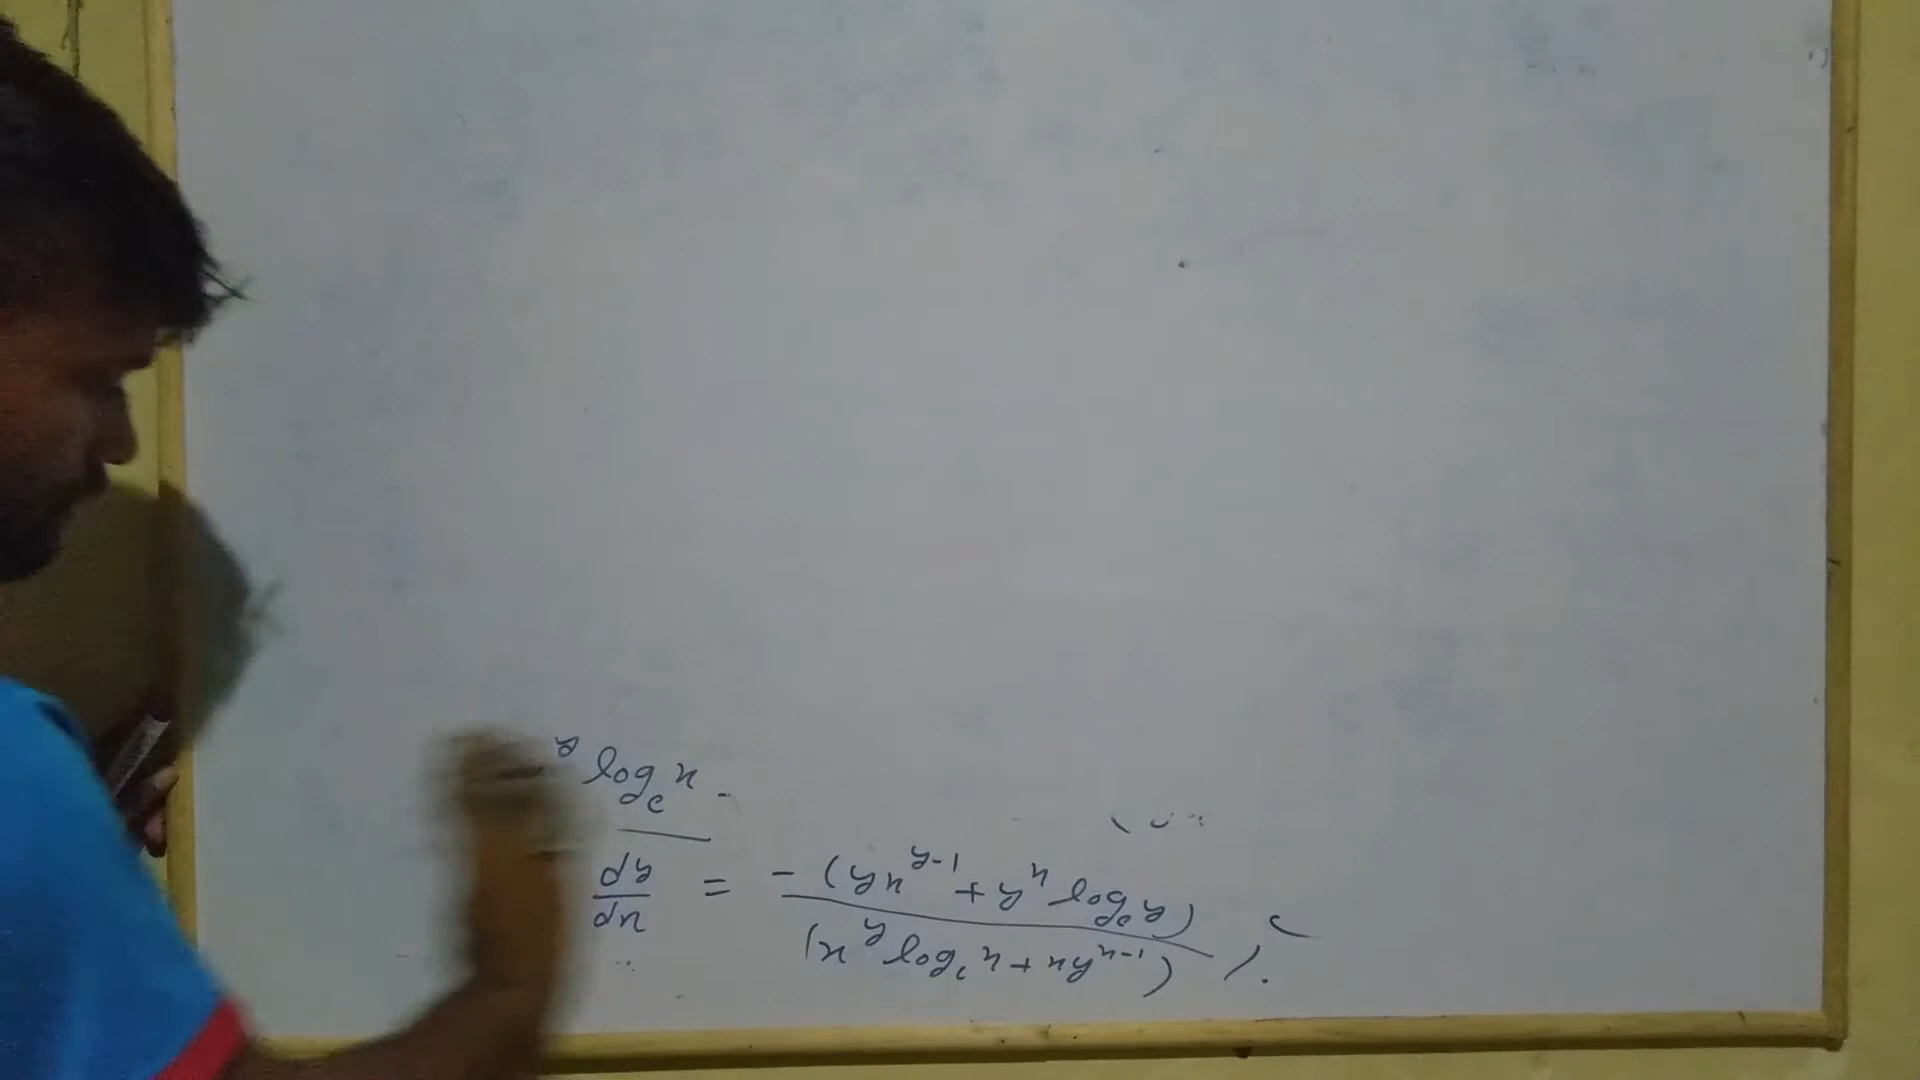 y log_e x -
dy/dx = - (yx^{y-1} + y^x log_e y) / (x^y log_e x + xy^{x-1})